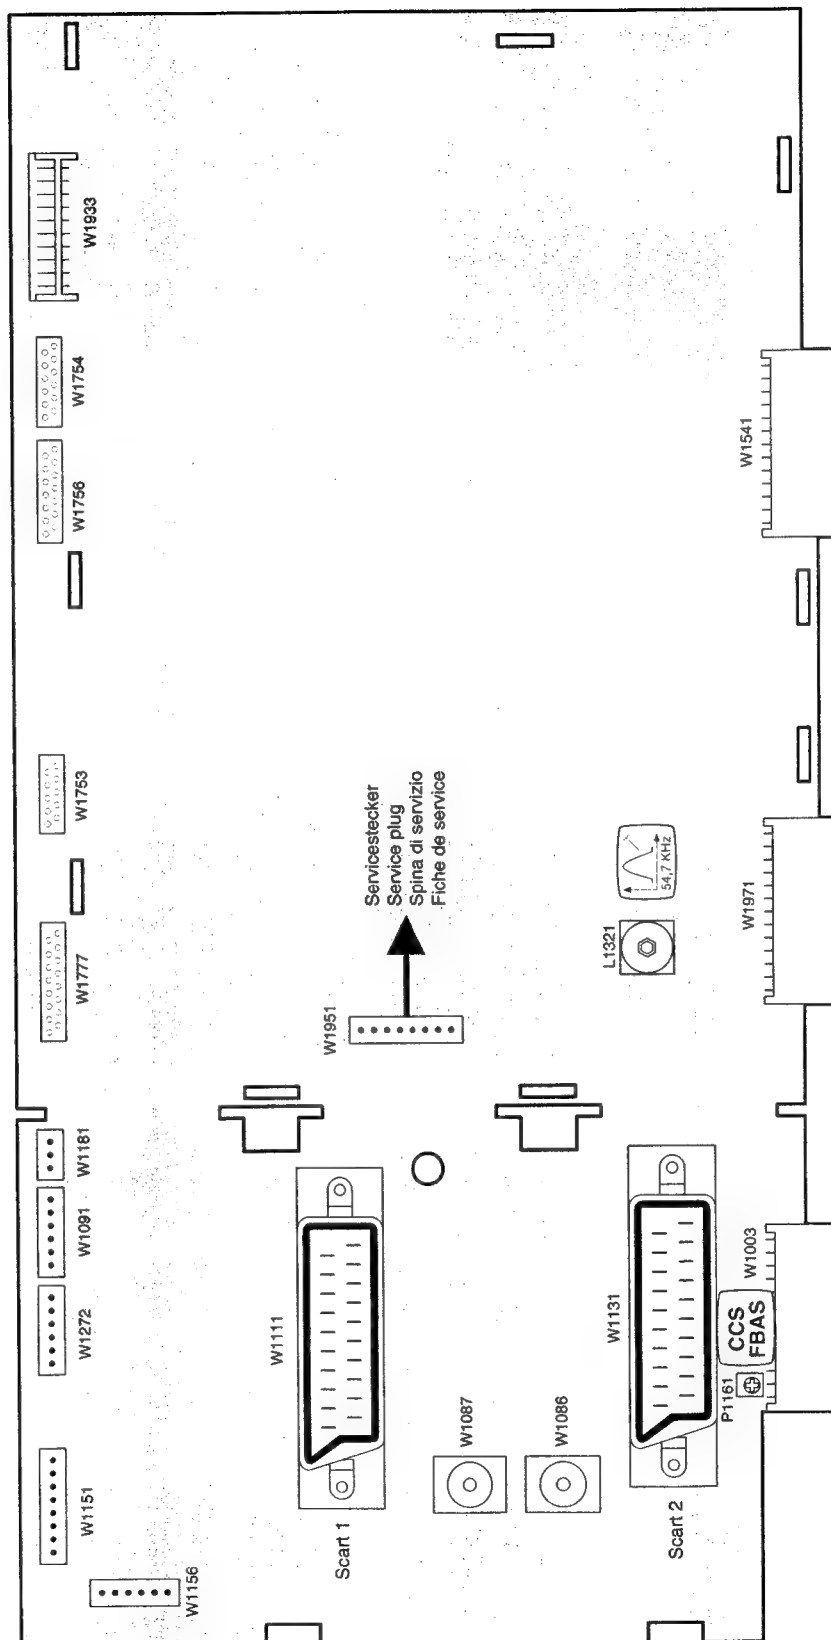 W1933
W1754
W1756
W1541
W1753
Servicestecker
Service plug
Spina di servizio
Fiche de service
54,7 KHz
W1777
W1951
L1321
W1971
W1181
W1091
W1272
W1111
W1131
W1003
CCS
FBAS
P1161
W1087
W1086
W1151
Scart 1
Scart 2
W1156